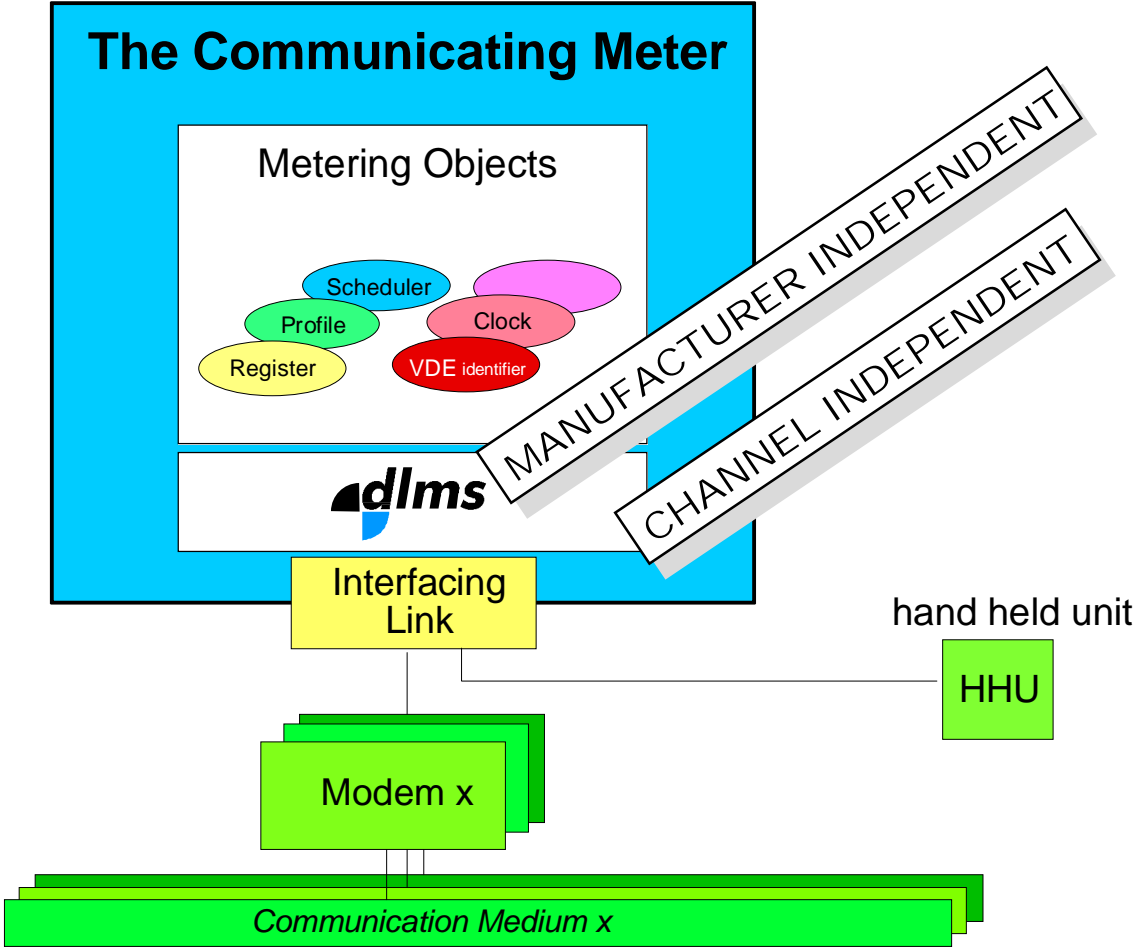 The Communicating Meter
Metering Objects
Scheduler
Profile
Clock
Register
VDE identifier
MANUFACTURER INDEPENDENT
CHANNEL INDEPENDENT
dlms
Interfacing
Link
hand held unit
HHU
Modem x
Communication Medium x